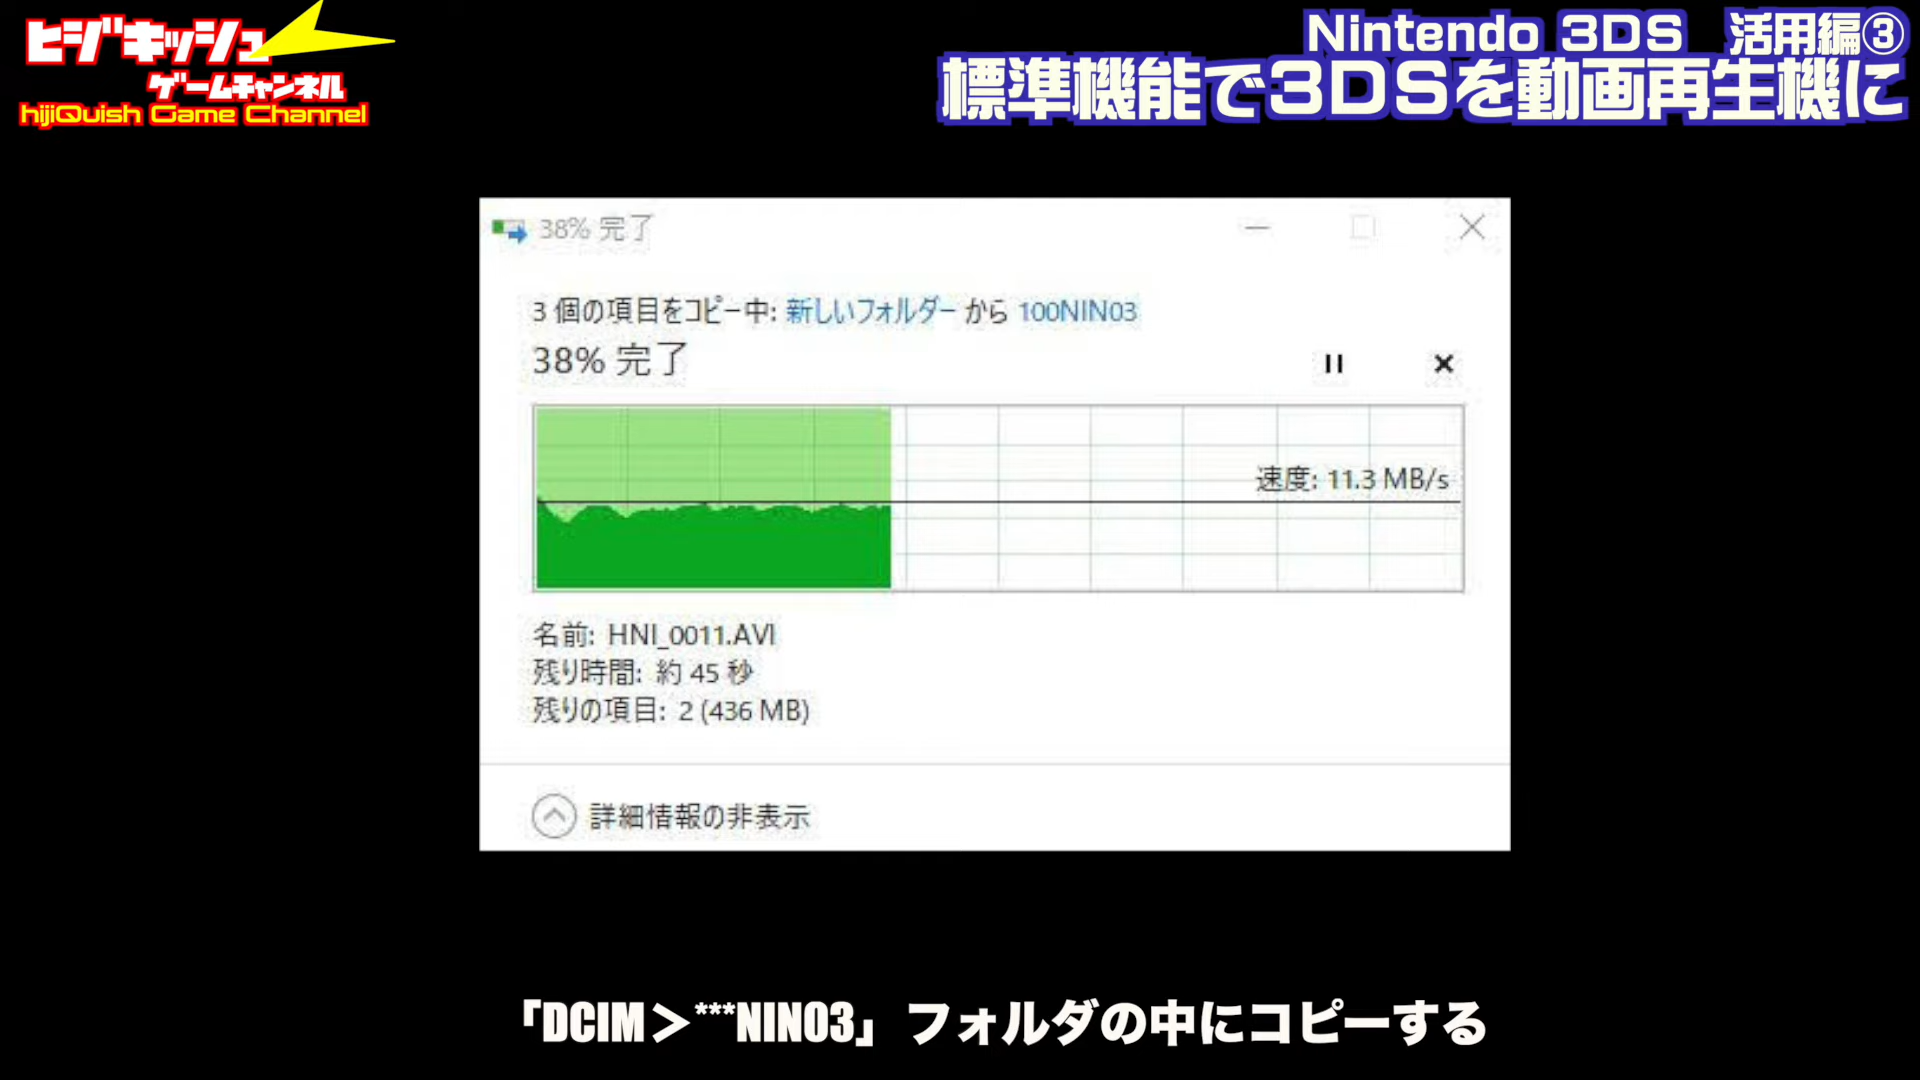 ヒジキッシュ
ゲームチャンネル
hijiQuish Game Channel
Nintendo 3DS 活用編③
標準機能で3DSを動画再生機に
38% 完了
3 個の項目をコピー中: 新しいフォルダー から 100NIN03
38% 完了
速度: 11.3 MB/s
名前: HNI_0011.AVI
残り時間: 約 45 秒
残りの項目: 2 (436 MB)
詳細情報の非表示
「DCIM＞***NIN03」フォルダの中にコピーする